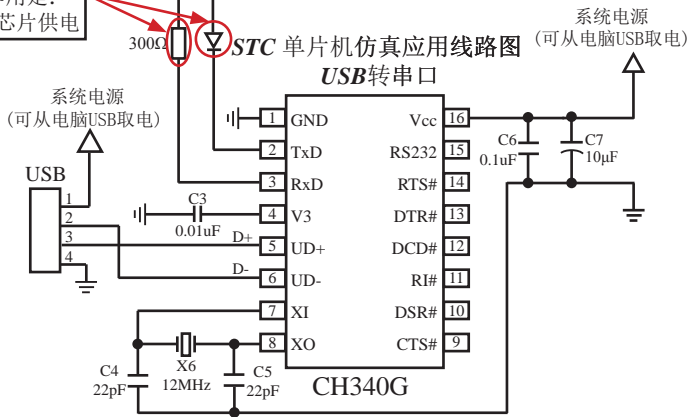 芯片供电
300Ω
STC 单片机仿真应用线路图
USB转串口
系统电源
(可从电脑USB取电)
系统电源
(可从电脑USB取电)
USB
1
2
3
4
C3
0.01uF
D+
D-
1 GND
2 TxD
3 RxD
4 V3
5 UD+
6 UD-
7 XI
8 XO
Vcc 16
RS232 15
RTS# 14
DTR# 13
DCD# 12
RI# 11
DSR# 10
CTS# 9
CH340G
C6
0.1uF
C7
10μF
C4
22pF
X6
12MHz
C5
22pF